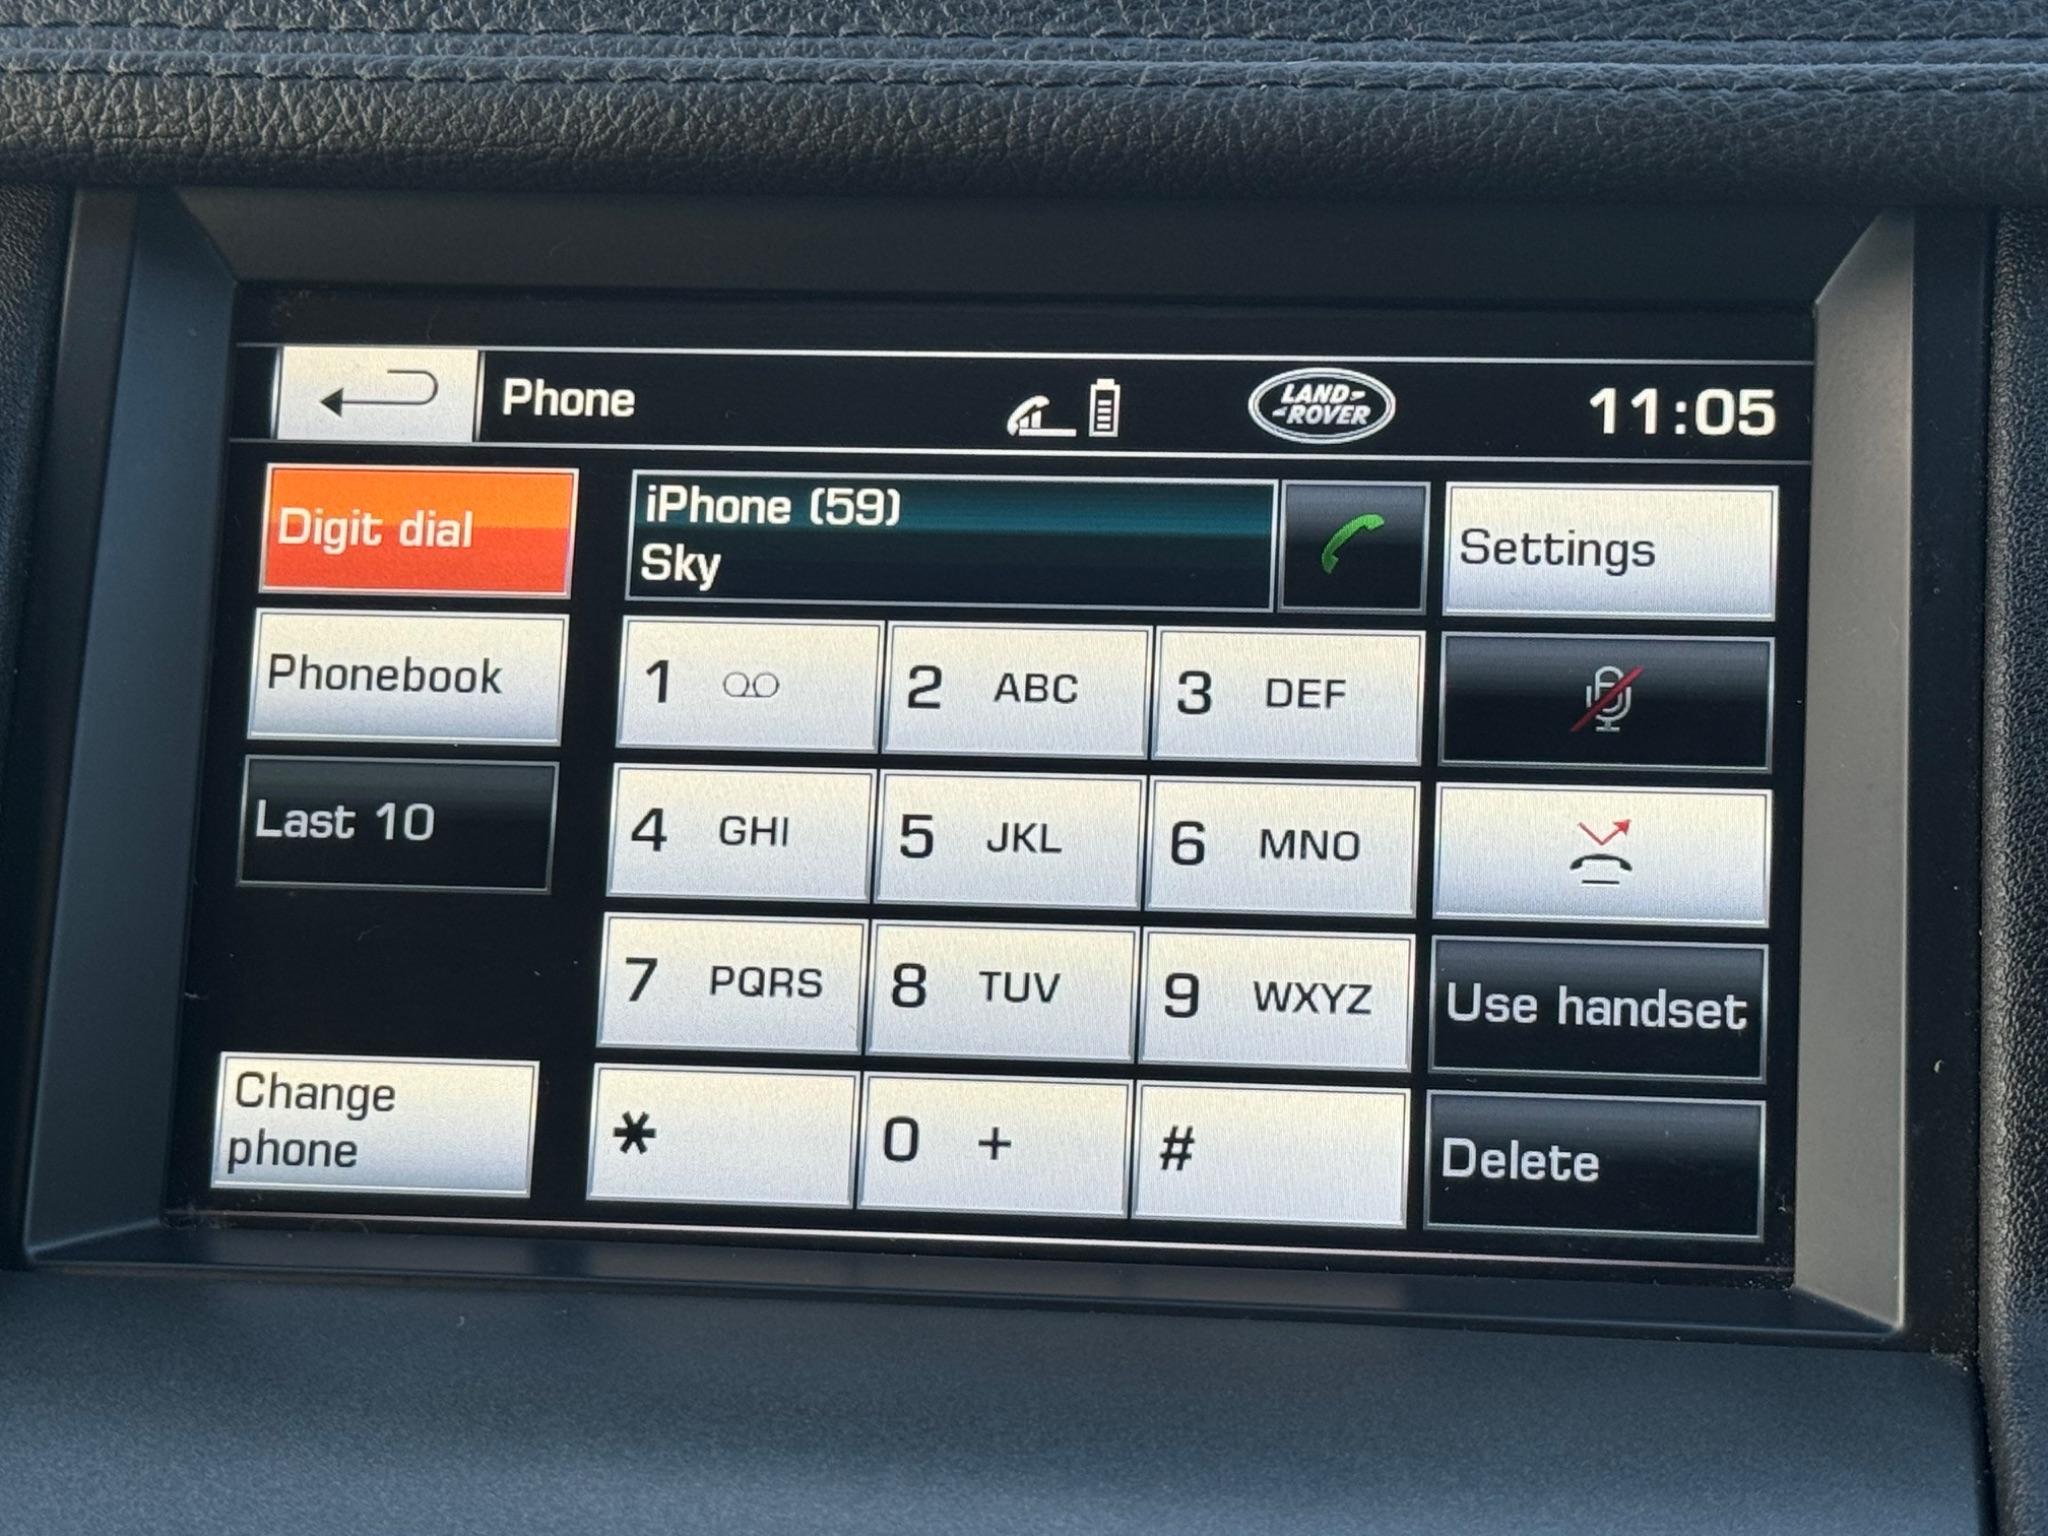 Phone
LAND-
-ROVER
11:05
Digit dial
iPhone (59)
Sky
Settings
Phonebook
1
2 ABC
3 DEF
Last 10
4 GHI
5 JKL
6 MNO
7 PQRS
8 TUV
9 WXYZ
Use handset
Change
phone
*
0 +
#
Delete